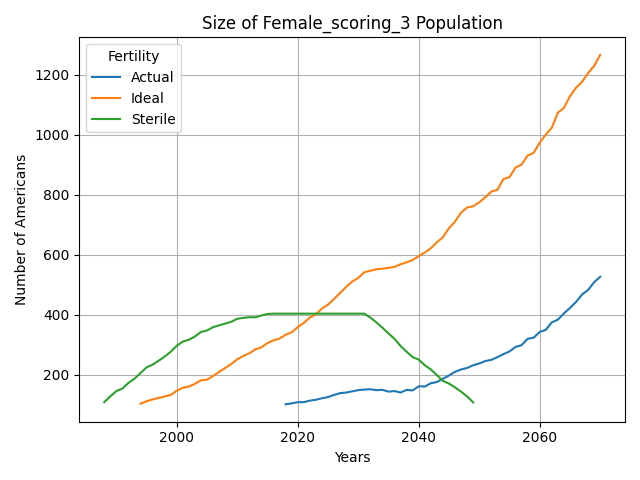 Size of Female_scoring_3 Population
Fertility
Actual
Ideal
Sterile
Number of Americans
1200
1000
800
600
400
200
2000
2020
2040
2060
Years